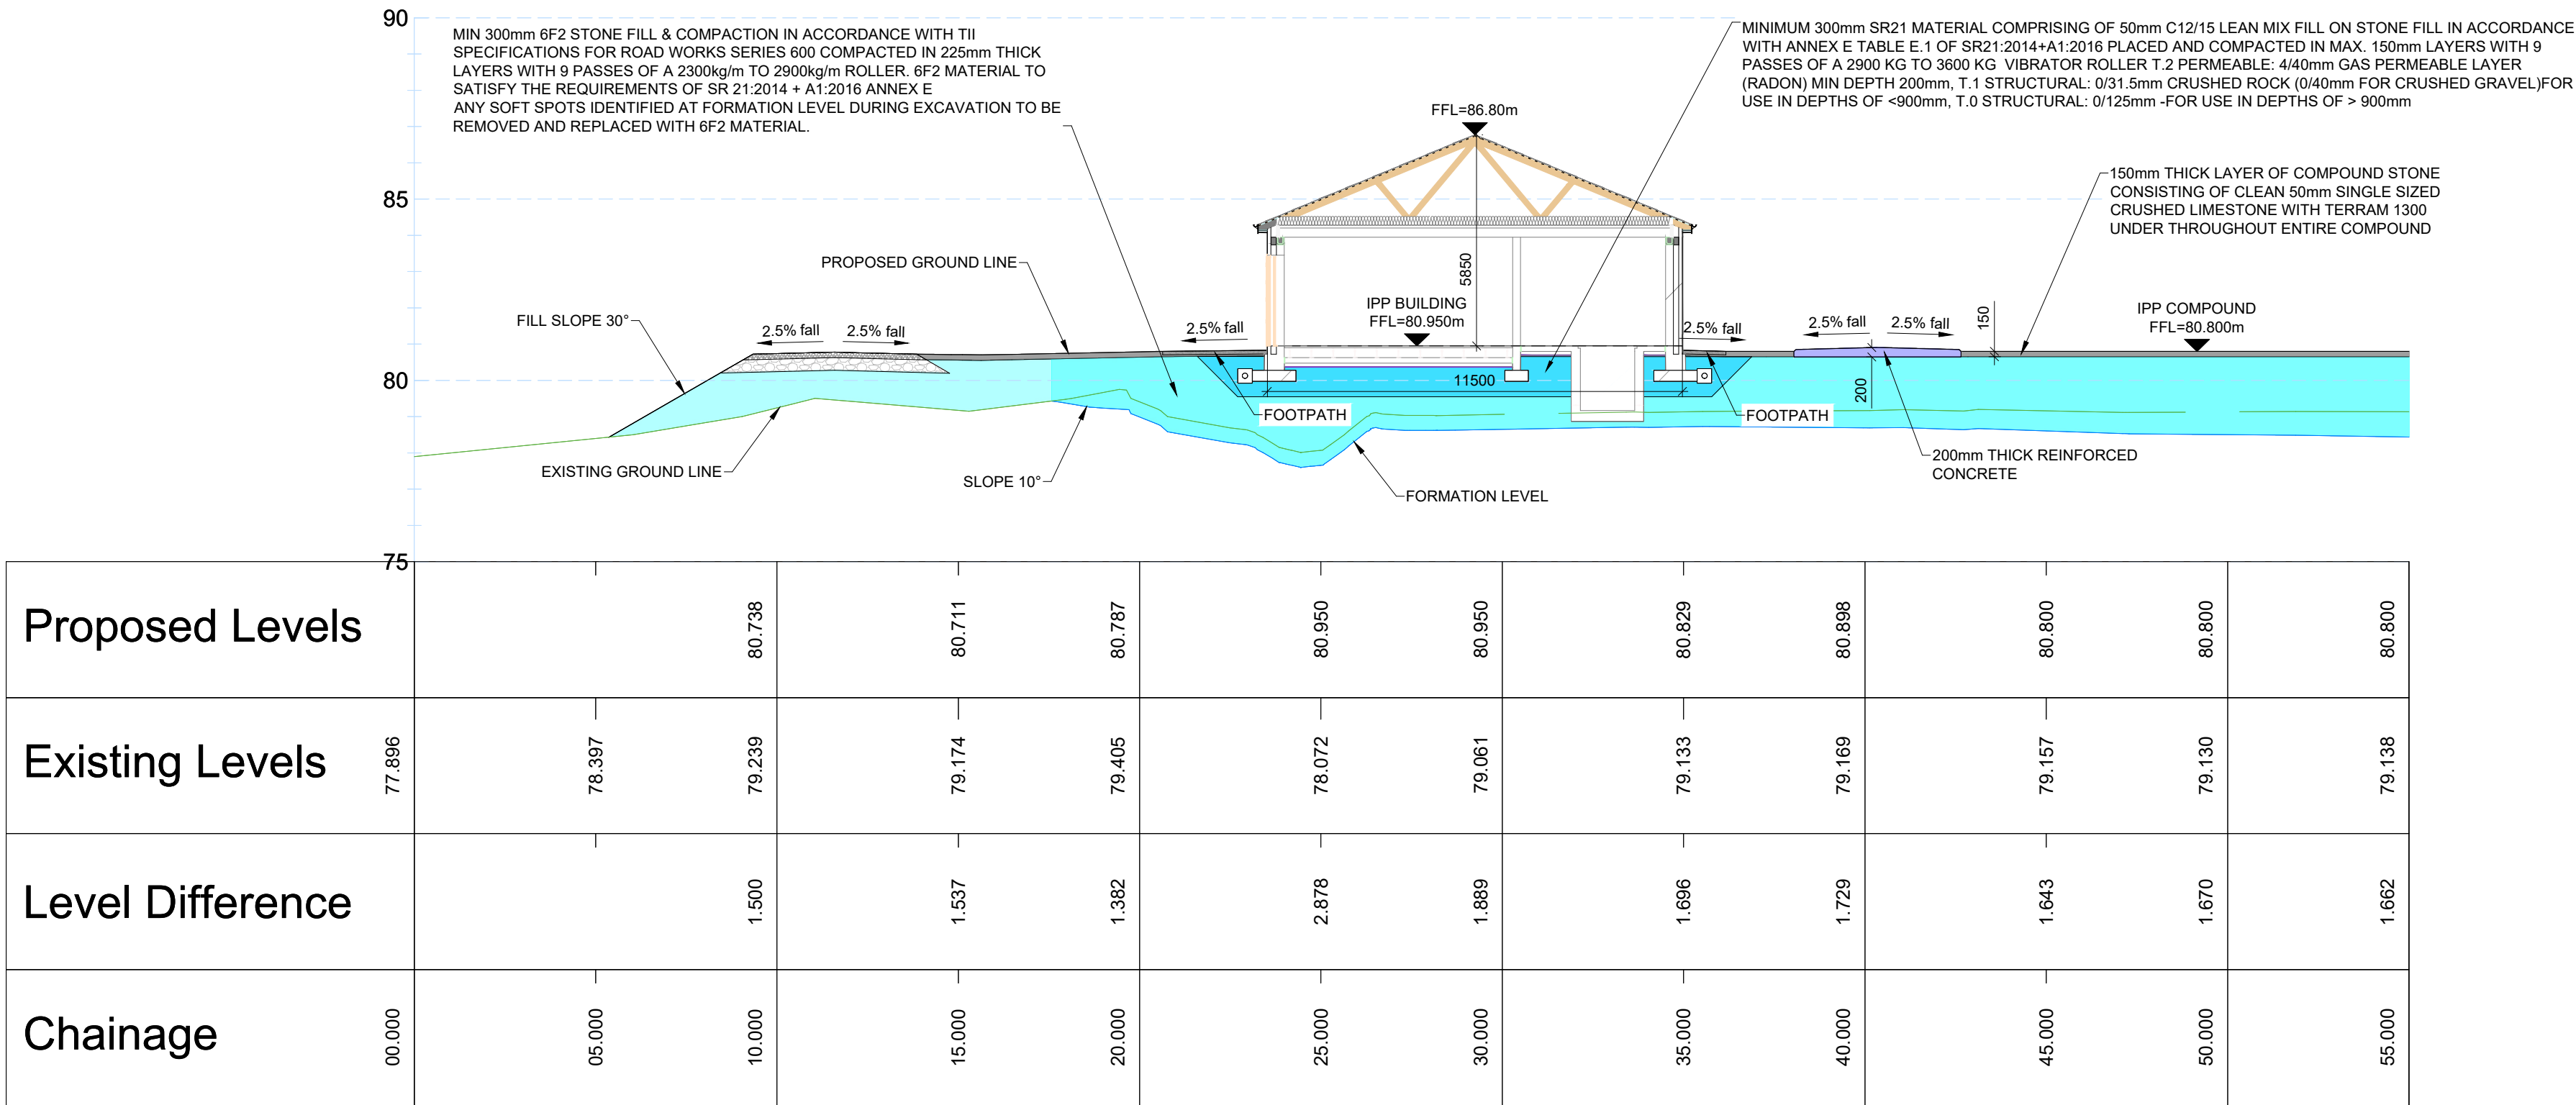 90
MIN 300mm 6F2 STONE FILL & COMPACTION IN ACCORDANCE WITH TII
SPECIFICATIONS FOR ROAD WORKS SERIES 600 COMPACTED IN 225mm THICK
LAYERS WITH 9 PASSES OF A 2300kg/m TO 2900kg/m ROLLER. 6F2 MATERIAL TO
SATISFY THE REQUIREMENTS OF SR 21:2014 + A1:2016 ANNEX E
ANY SOFT SPOTS IDENTIFIED AT FORMATION LEVEL DURING EXCAVATION TO BE
REMOVED AND REPLACED WITH 6F2 MATERIAL.
MINIMUM 300mm SR21 MATERIAL COMPRISING OF 50mm C12/15 LEAN MIX FILL ON STONE FILL IN ACCORDANCE
WITH ANNEX E TABLE E.1 OF SR21:2014+A1:2016 PLACED AND COMPACTED IN MAX. 150mm LAYERS WITH 9
PASSES OF A 2900 KG TO 3600 KG  VIBRATOR ROLLER T.2 PERMEABLE: 4/40mm GAS PERMEABLE LAYER
(RADON) MIN DEPTH 200mm, T.1 STRUCTURAL: 0/31.5mm CRUSHED ROCK (0/40mm FOR CRUSHED GRAVEL)FOR
USE IN DEPTHS OF <900mm, T.0 STRUCTURAL: 0/125mm -FOR USE IN DEPTHS OF > 900mm
FFL=86.80m
150mm THICK LAYER OF COMPOUND STONE
CONSISTING OF CLEAN 50mm SINGLE SIZED
CRUSHED LIMESTONE WITH TERRAM 1300
UNDER THROUGHOUT ENTIRE COMPOUND
85
PROPOSED GROUND LINE
5850
IPP BUILDING
FFL=80.950m
IPP COMPOUND
FFL=80.800m
FILL SLOPE 30°
2.5% fall
2.5% fall
2.5% fall
2.5% fall
2.5% fall
2.5% fall
150
80
11500
200
FOOTPATH
FOOTPATH
EXISTING GROUND LINE
SLOPE 10°
FORMATION LEVEL
200mm THICK REINFORCED
CONCRETE
75
Proposed Levels
80.738
80.711
80.787
80.950
80.950
80.829
80.898
80.800
80.800
80.800
Existing Levels
77.896
78.397
79.239
79.174
79.405
78.072
79.061
79.133
79.169
79.157
79.130
79.138
Level Difference
1.500
1.537
1.382
2.878
1.889
1.696
1.729
1.643
1.670
1.662
Chainage
00.000
05.000
10.000
15.000
20.000
25.000
30.000
35.000
40.000
45.000
50.000
55.000